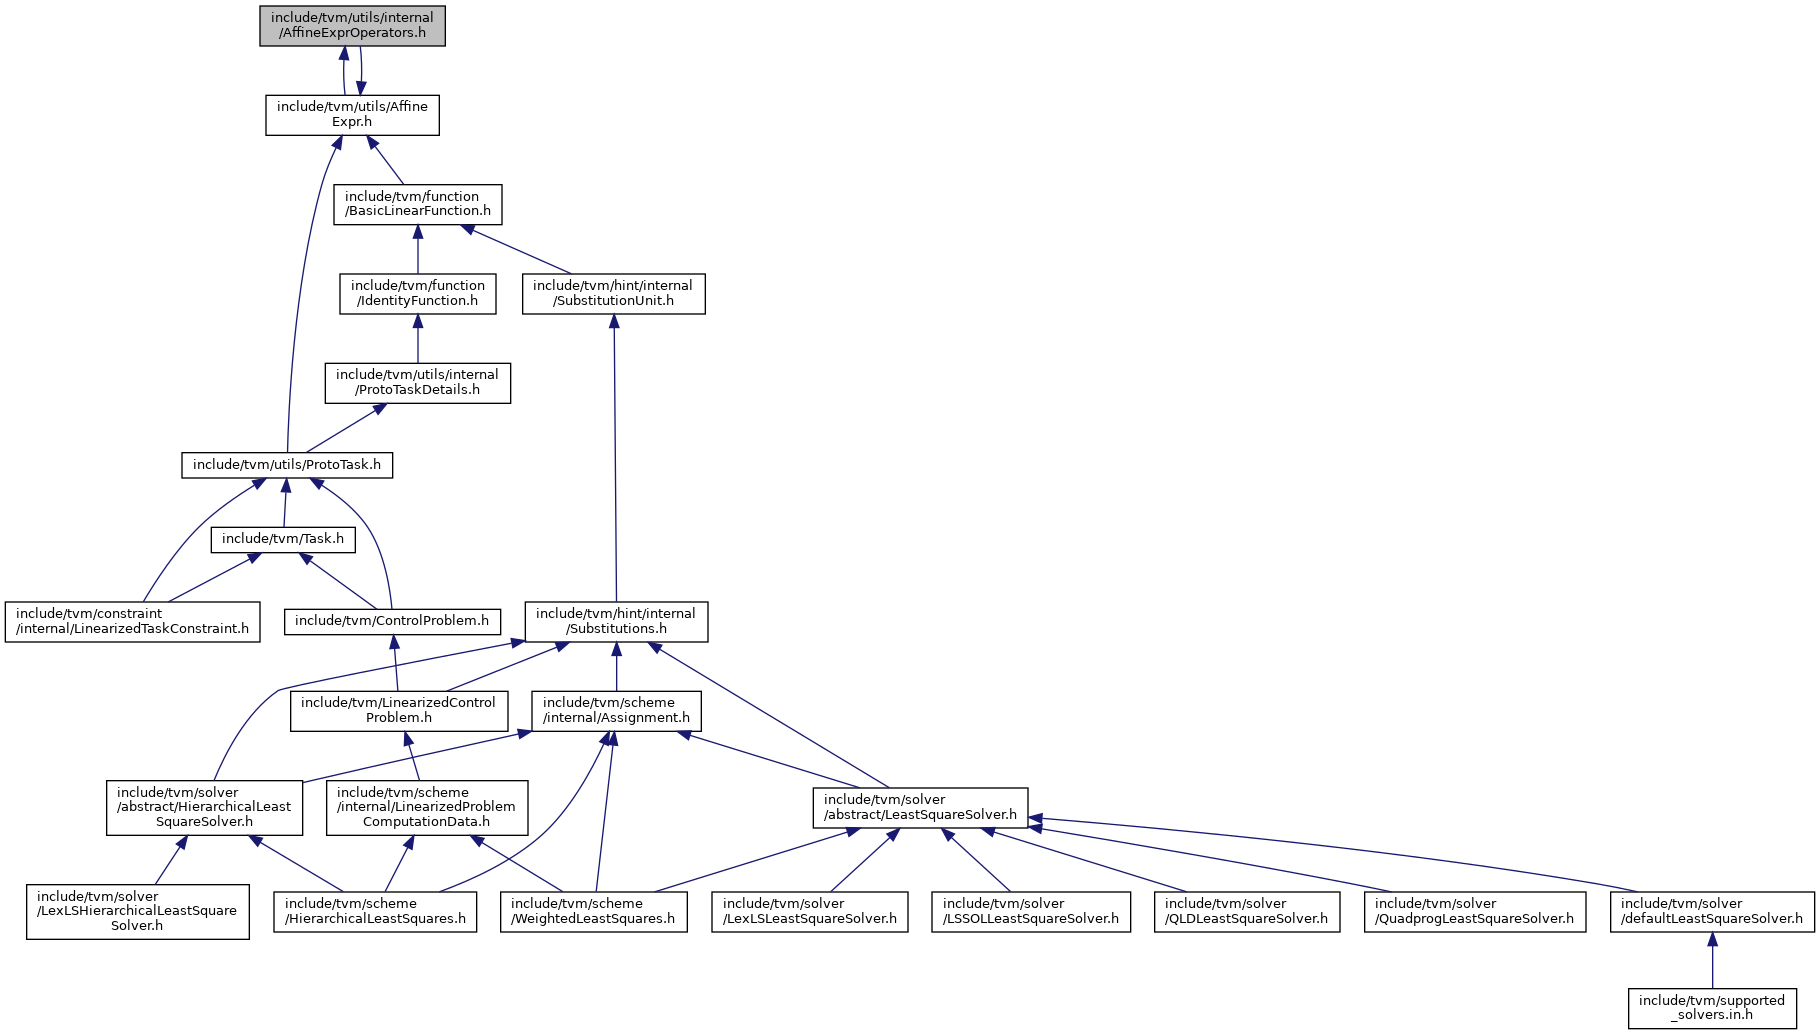 include/tvm/utils/internal
/AffineExprOperators.h
include/tvm/utils/Affine
Expr.h
include/tvm/function
/BasicLinearFunction.h
include/tvm/function
/IdentityFunction.h
include/tvm/hint/internal
/SubstitutionUnit.h
include/tvm/utils/internal
/ProtoTaskDetails.h
include/tvm/utils/ProtoTask.h
include/tvm/Task.h
include/tvm/constraint
/internal/LinearizedTaskConstraint.h
include/tvm/ControlProblem.h
include/tvm/hint/internal
/Substitutions.h
include/tvm/LinearizedControl
Problem.h
include/tvm/scheme
/internal/Assignment.h
include/tvm/solver
/abstract/HierarchicalLeast
SquareSolver.h
include/tvm/scheme
/internal/LinearizedProblem
ComputationData.h
include/tvm/solver
/abstract/LeastSquareSolver.h
include/tvm/solver
/LexLSHierarchicalLeastSquare
Solver.h
include/tvm/scheme
/HierarchicalLeastSquares.h
include/tvm/scheme
/WeightedLeastSquares.h
include/tvm/solver
/LexLSLeastSquareSolver.h
include/tvm/solver
/LSSOLLeastSquareSolver.h
include/tvm/solver
/QLDLeastSquareSolver.h
include/tvm/solver
/QuadprogLeastSquareSolver.h
include/tvm/solver
/defaultLeastSquareSolver.h
include/tvm/supported
_solvers.in.h